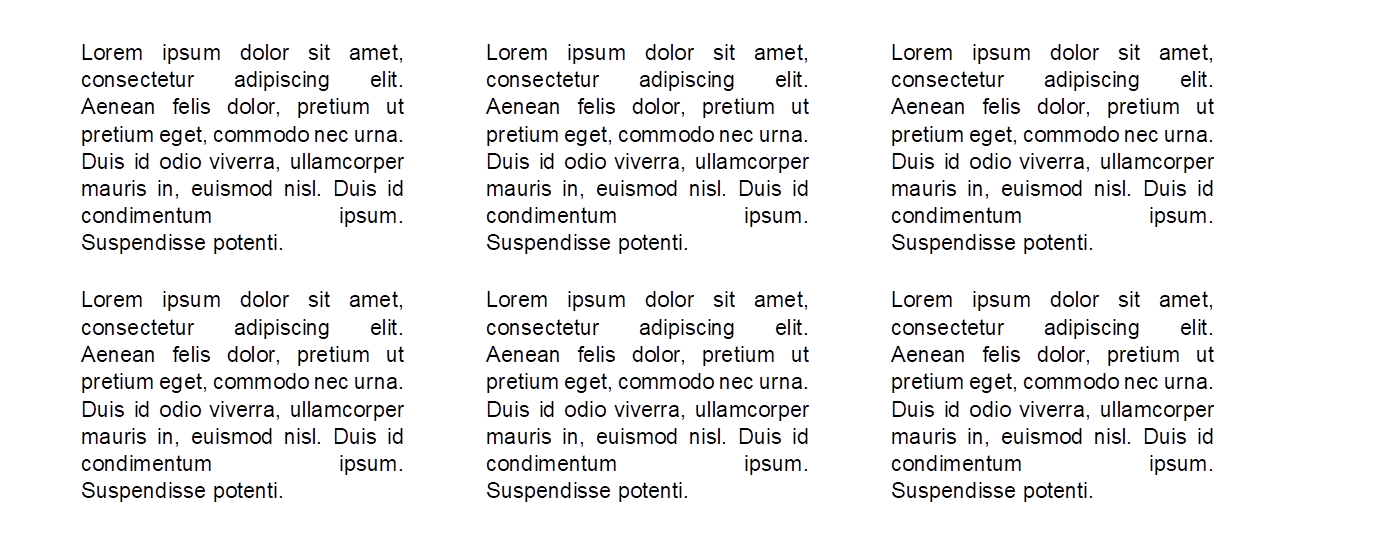 Lorem ipsum dolor sit amet,
consectetur adipiscing elit.
Aenean felis dolor, pretium ut
pretium eget, commodo nec urna.
Duis id odio viverra, ullamcorper
mauris in, euismod nisl. Duis id
condimentum ipsum.
Suspendisse potenti.
Lorem ipsum dolor sit amet,
consectetur adipiscing elit.
Aenean felis dolor, pretium ut
pretium eget, commodo nec urna.
Duis id odio viverra, ullamcorper
mauris in, euismod nisl. Duis id
condimentum ipsum.
Suspendisse potenti.
Lorem ipsum dolor sit amet,
consectetur adipiscing elit.
Aenean felis dolor, pretium ut
pretium eget, commodo nec urna.
Duis id odio viverra, ullamcorper
mauris in, euismod nisl. Duis id
condimentum ipsum.
Suspendisse potenti.
Lorem ipsum dolor sit amet,
consectetur adipiscing elit.
Aenean felis dolor, pretium ut
pretium eget, commodo nec urna.
Duis id odio viverra, ullamcorper
mauris in, euismod nisl. Duis id
condimentum ipsum.
Suspendisse potenti.
Lorem ipsum dolor sit amet,
consectetur adipiscing elit.
Aenean felis dolor, pretium ut
pretium eget, commodo nec urna.
Duis id odio viverra, ullamcorper
mauris in, euismod nisl. Duis id
condimentum ipsum.
Suspendisse potenti.
Lorem ipsum dolor sit amet,
consectetur adipiscing elit.
Aenean felis dolor, pretium ut
pretium eget, commodo nec urna.
Duis id odio viverra, ullamcorper
mauris in, euismod nisl. Duis id
condimentum ipsum.
Suspendisse potenti.